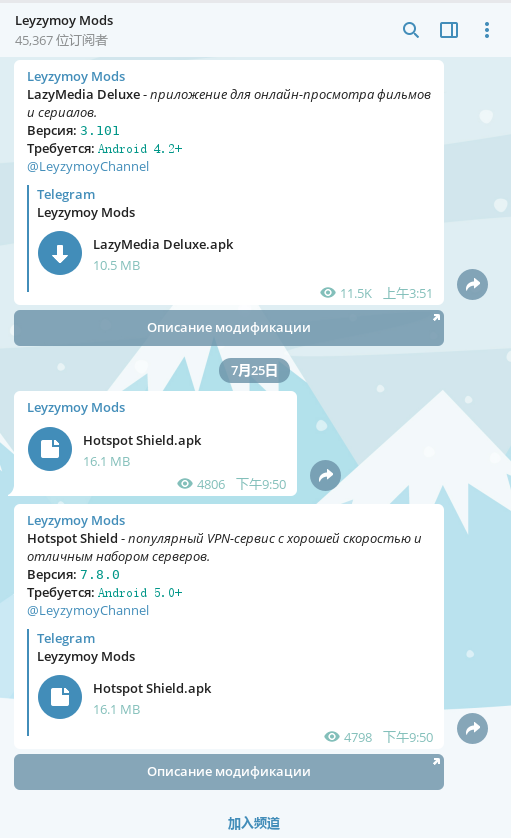 Leyzymoy Mods
45,367 位订阅者
Leyzymoy Mods
LazyMedia Deluxe - приложение для онлайн-просмотра фильмов
и сериалов.
Версия: 3.101
Требуется: Android 4.2+
@LeyzymoyChannel
Telegram
Leyzymoy Mods
LazyMedia Deluxe.apk
10.5 MB
11.5K 上午3:51
Описание модификации
7月25日
Leyzymoy Mods
Hotspot Shield.apk
16.1 MB
4806 下午9:50
Leyzymoy Mods
Hotspot Shield - популярный VPN-сервис с хорошей скоростью и
отличным набором серверов.
Версия: 7.8.0
Требуется: Android 5.0+
@LeyzymoyChannel
Telegram
Leyzymoy Mods
Hotspot Shield.apk
16.1 MB
4798 下午9:50
Описание модификации
加入频道